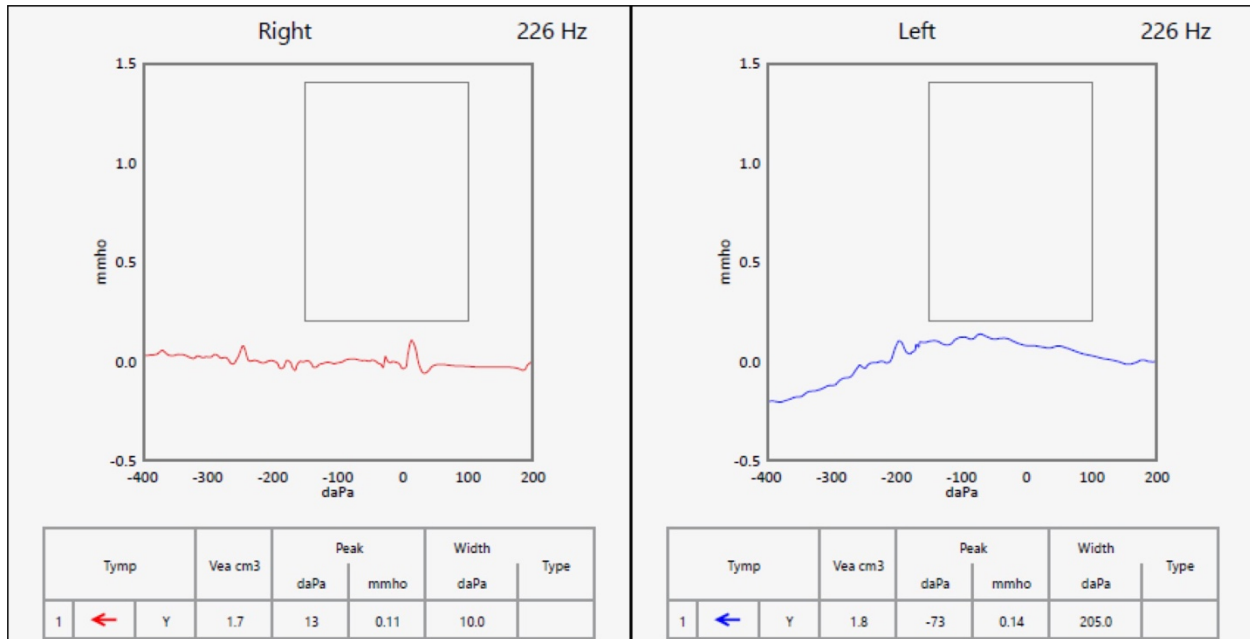 Right 226 Hz
1.5
1.0
0.5
0.0
-0.5
mmho
-400 -300 -200 -100 0 100 200
daPa
Tymp Vea cm3 Peak Width Type
daPa mmho daPa
1 Y 1.7 13 0.11 10.0
Left 226 Hz
1.5
1.0
0.5
0.0
-0.5
mmho
-400 -300 -200 -100 0 100 200
daPa
Tymp Vea cm3 Peak Width Type
daPa mmho daPa
1 Y 1.8 -73 0.14 205.0